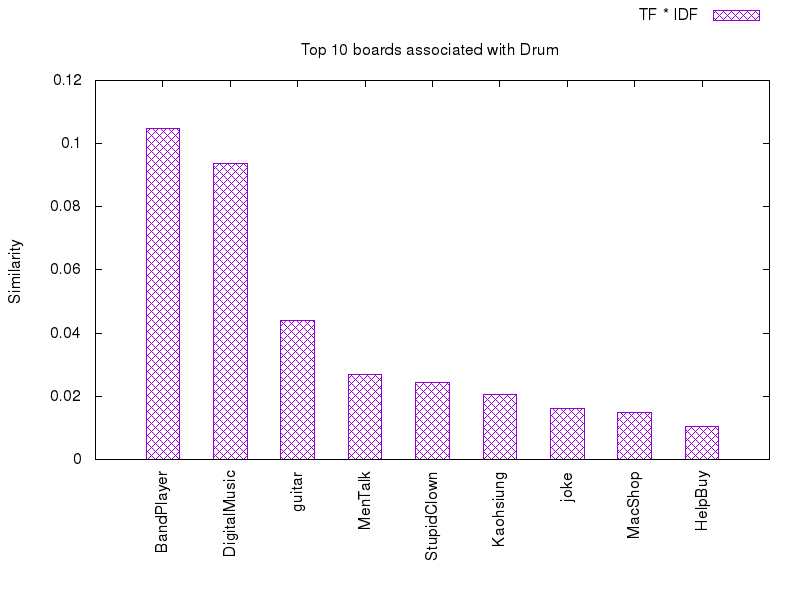 TF * IDF
Top 10 boards associated with Drum
0.12
0.1
0.08
0.06
0.04
0.02
0
Similarity
BandPlayer
DigitalMusic
guitar
MenTalk
StupidClown
Kaohsiung
joke
MacShop
HelpBuy